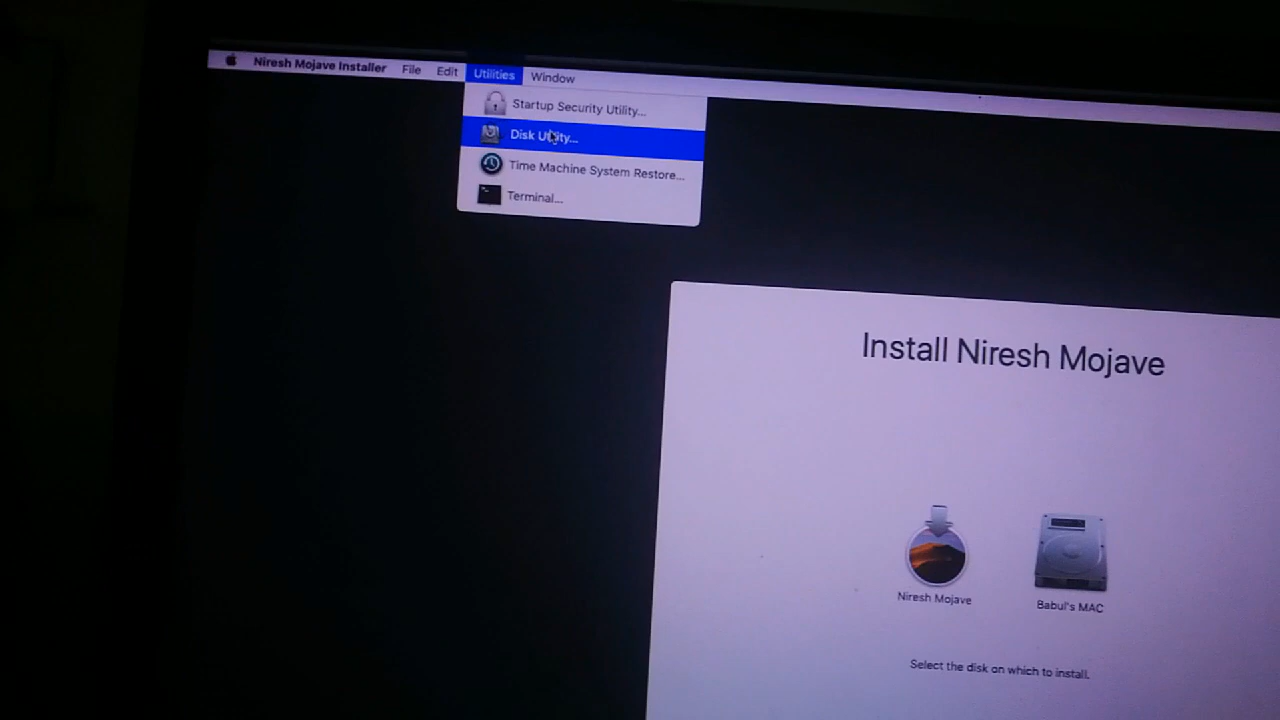 Niresh Mojave Installer File Edit Utilities Window
Startup Security Utility...
Disk Utility...
Time Machine System Restore...
Terminal...
Install Niresh Mojave
Niresh Mojave
Babul's MAC
Select the disk on which to install.